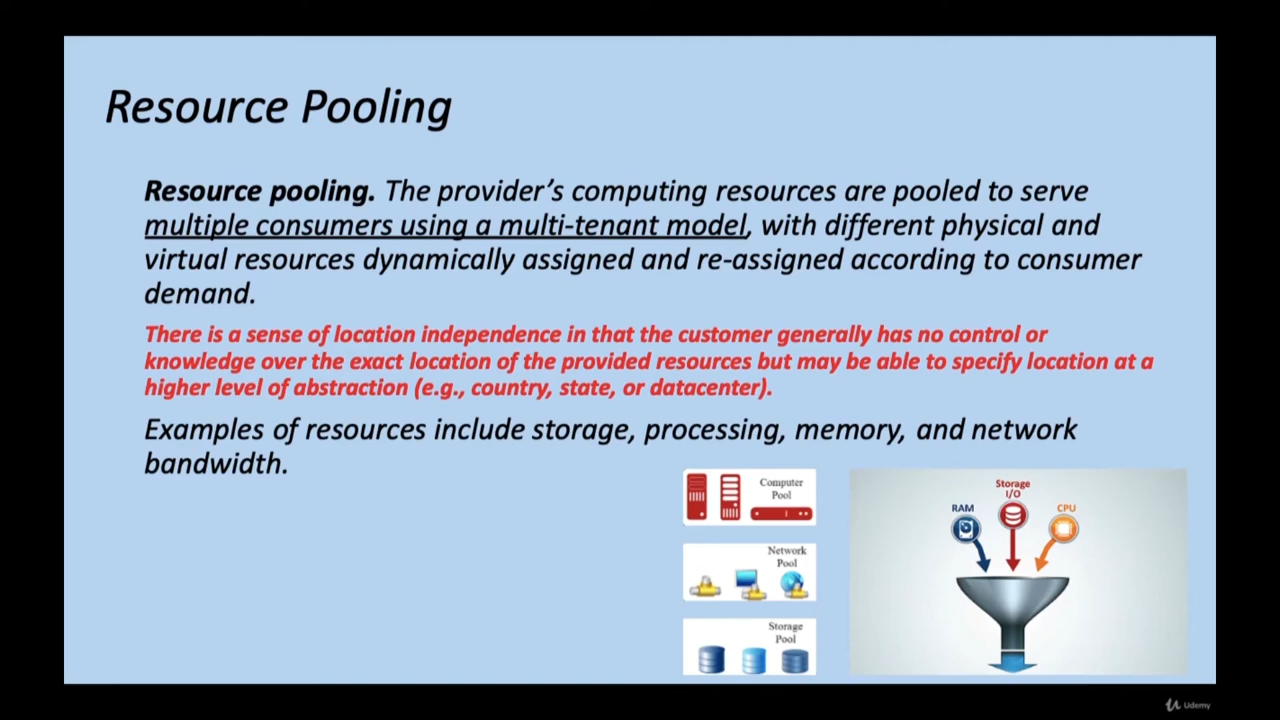 Resource Pooling
Resource pooling. The provider’s computing resources are pooled to serve
multiple consumers using a multi-tenant model, with different physical and
virtual resources dynamically assigned and re-assigned according to consumer
demand.
There is a sense of location independence in that the customer generally has no control or
knowledge over the exact location of the provided resources but may be able to specify location at a
higher level of abstraction (e.g., country, state, or datacenter).
Examples of resources include storage, processing, memory, and network
bandwidth.
Computer
Pool
Network
Pool
Storage
Pool
Storage
I/O
RAM
CPU
Udemy